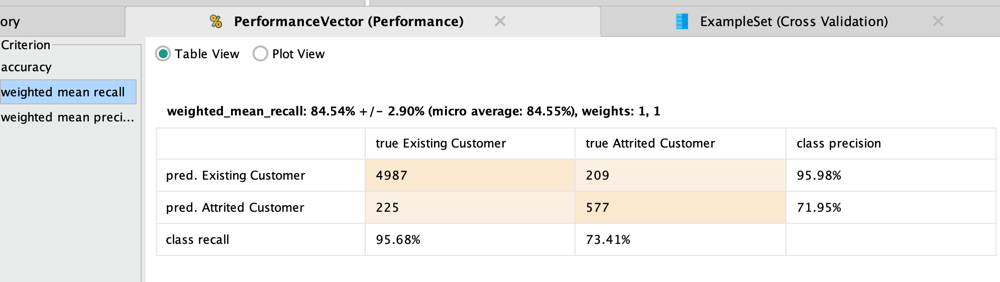 ory
PerformanceVector (Performance)
ExampleSet (Cross Validation)
Criterion
accuracy
weighted mean recall
weighted mean preci...
Table View
Plot View
weighted_mean_recall: 84.54% +/- 2.90% (micro average: 84.55%), weights: 1, 1
true Existing Customer true Attrited Customer class precision
pred. Existing Customer 4987 209 95.98%
pred. Attrited Customer 225 577 71.95%
class recall 95.68% 73.41%